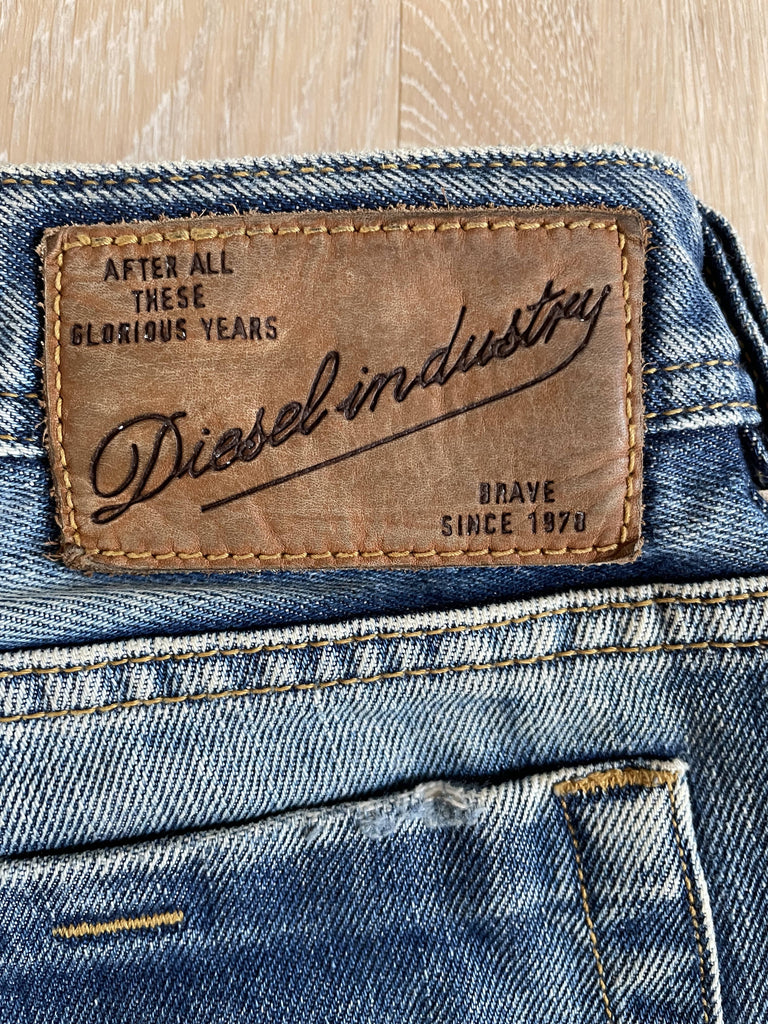 AFTER ALL
THESE
GLORIOUS YEARS
Diesel industry
BRAVE
SINCE 1978